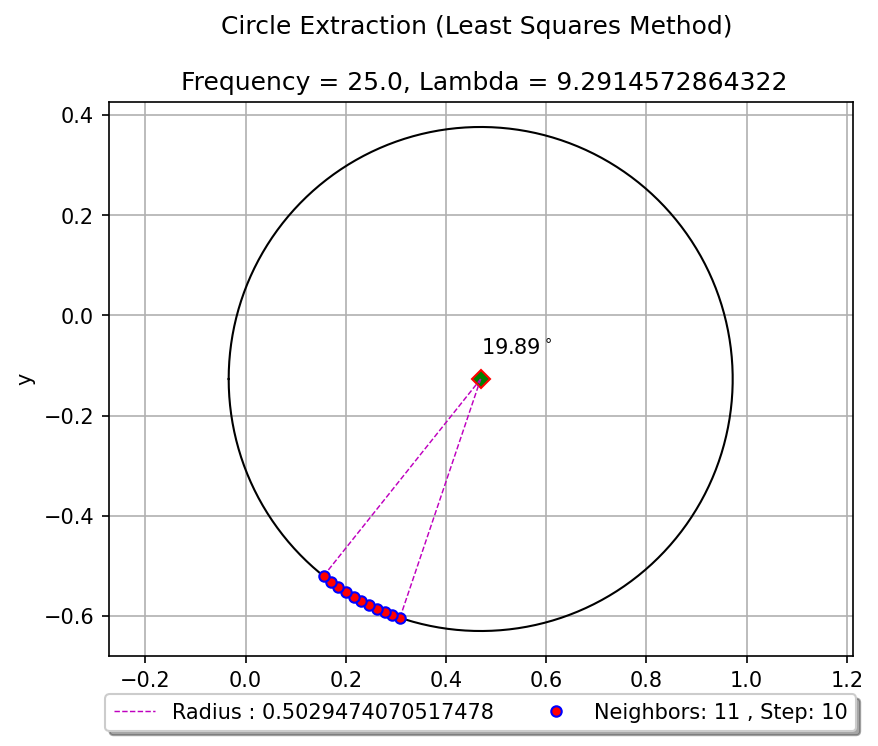 Circle Extraction (Least Squares Method)
Frequency = 25.0, Lambda = 9.2914572864322
0.4
0.2
0.0
−0.2
−0.4
−0.6
y
19.89°
−0.2 0.0 0.2 0.4 0.6 0.8 1.0 1.2
Radius : 0.5029474070517478 Neighbors: 11 , Step: 10